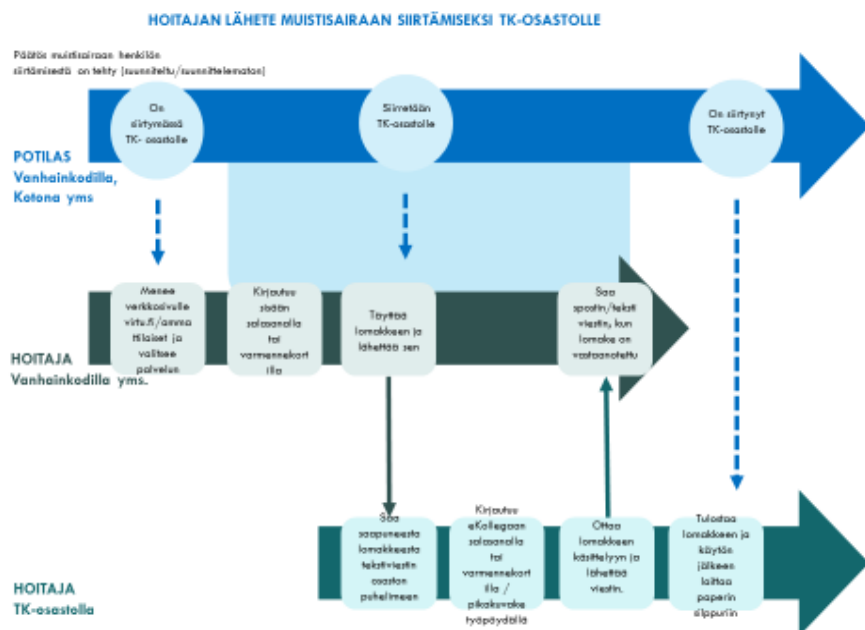 HOITAJAN LÄHETE MUISTISAIRAAN SIIRTÄMISEKSI TK-OSASTOLLE
Päätös muistisairaan henkilön
siirtämisestä on tehty (suunniteltu/suunnittelematon)
On
siirtymässä
TK- osastolle
Siirretään
TK-osastolle
On siirtynyt
TK-osastolle
POTILAS
Vanhainkodilla,
Kotona yms
Menee
verkkosivulle
virtu.fi/amma
ttilaiset ja
valitsee
palvelun
Kirjautuu
sisään
salasanalla
tai
varmennekort
illa
Täyttää
lomakkeen ja
lähettää sen
Saa
spostin/teksti
viestin, kun
lomake on
vastaanotettu
HOITAJA
Vanhainkodilla yms.
Saa
saapuneesta
lomakkeesta
tekstiviestin
osaston
puhelimeen
Kirjautuu
eKollegaan
salasanalla
tai
varmennekort
illa /
pikakuvake
työpöydällä
Ottaa
lomakkeen
käsittelyyn ja
lähettää
viestin.
Tulostaa
lomakkeen ja
käytön
jälkeen
laittaa
paperin
silppuriin
HOITAJA
TK-osastolla